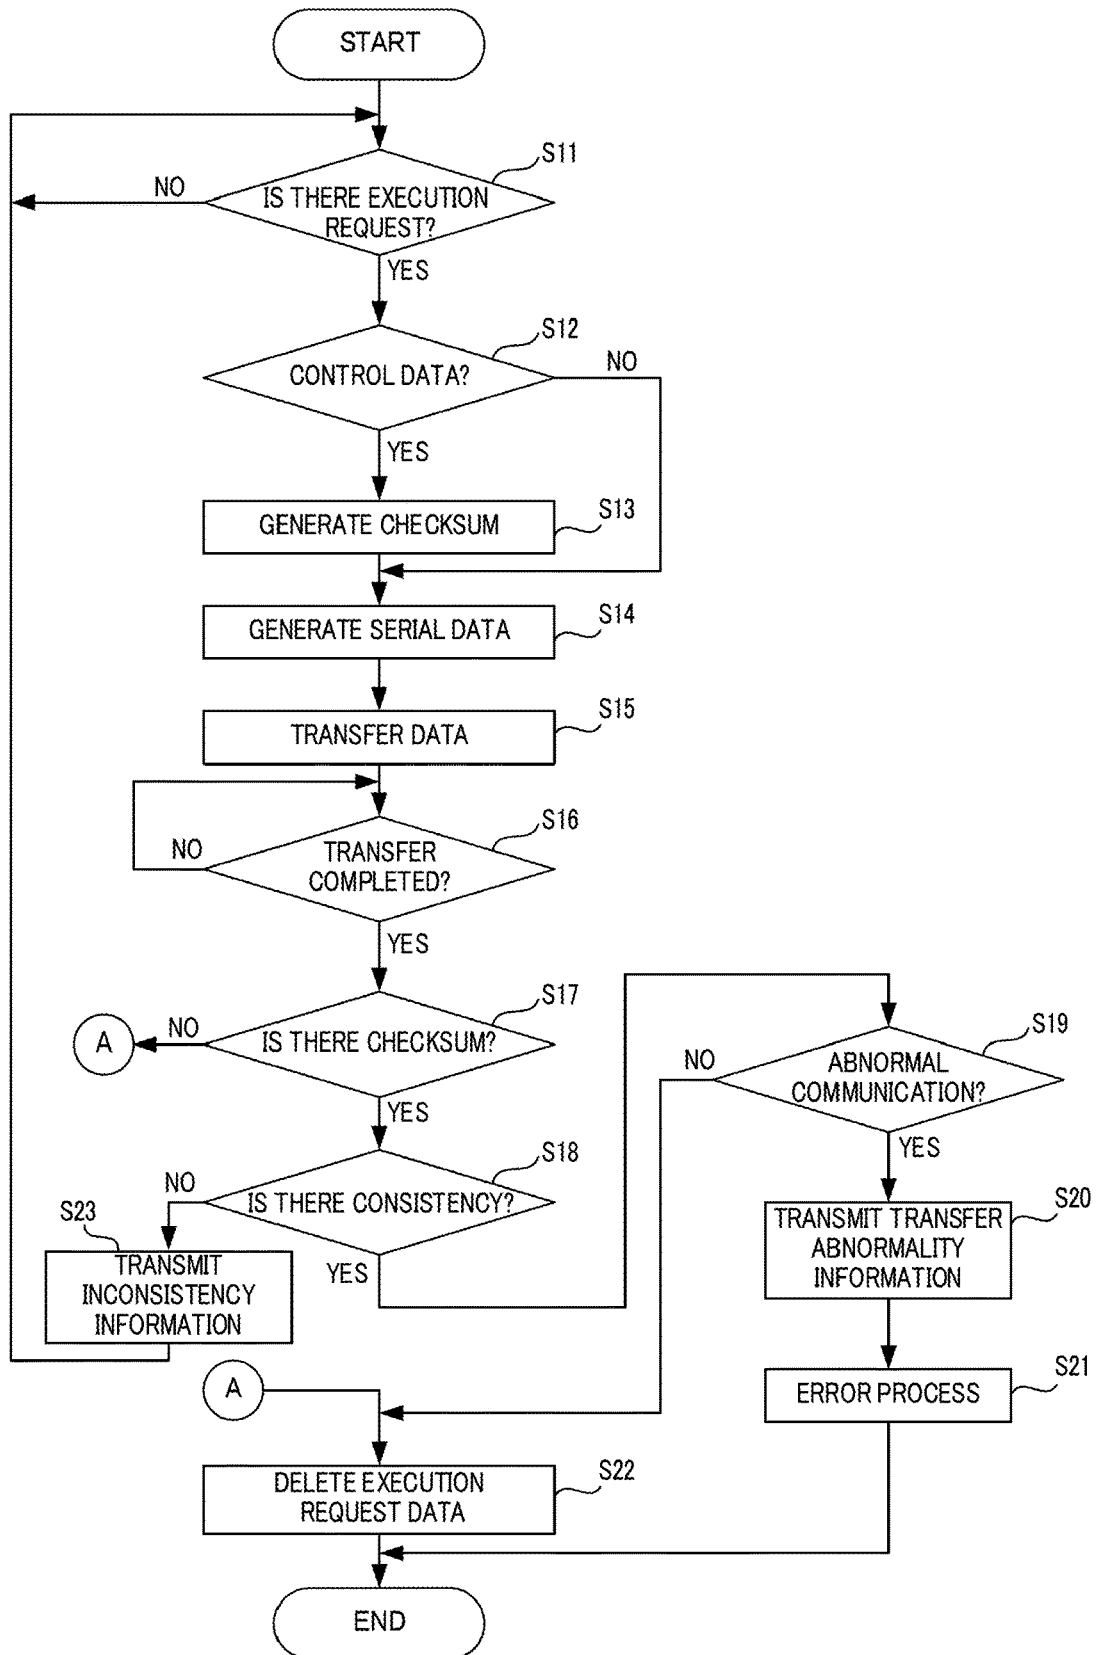 START
S11
NO
IS THERE EXECUTION
REQUEST?
YES
S12
NO
CONTROL DATA?
YES
S13
GENERATE CHECKSUM
S14
GENERATE SERIAL DATA
S15
TRANSFER DATA
S16
NO
TRANSFER
COMPLETED?
YES
S17
A
NO
IS THERE CHECKSUM?
YES
S18
NO
IS THERE CONSISTENCY?
YES
S23
TRANSMIT
INCONSISTENCY
INFORMATION
S19
NO
ABNORMAL
COMMUNICATION?
YES
S20
TRANSMIT TRANSFER
ABNORMALITY
INFORMATION
S21
ERROR PROCESS
A
S22
DELETE EXECUTION
REQUEST DATA
END